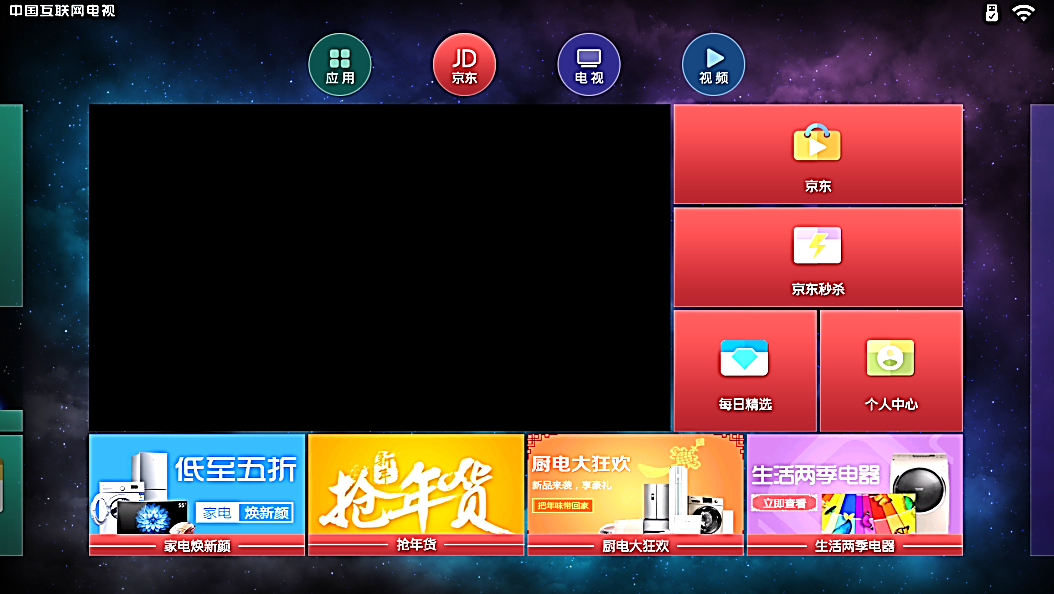 中国互联网电视
应用
JD
京东
电视
视频
京东
京东秒杀
每日精选
个人中心
低至五折
家电 焕新颜
55"
家电焕新颜
抢年货
抢年货
厨电大狂欢
新品来袭，享豪礼
把年味带回家
厨电大狂欢
生活两季电器
立即查看
生活两季电器